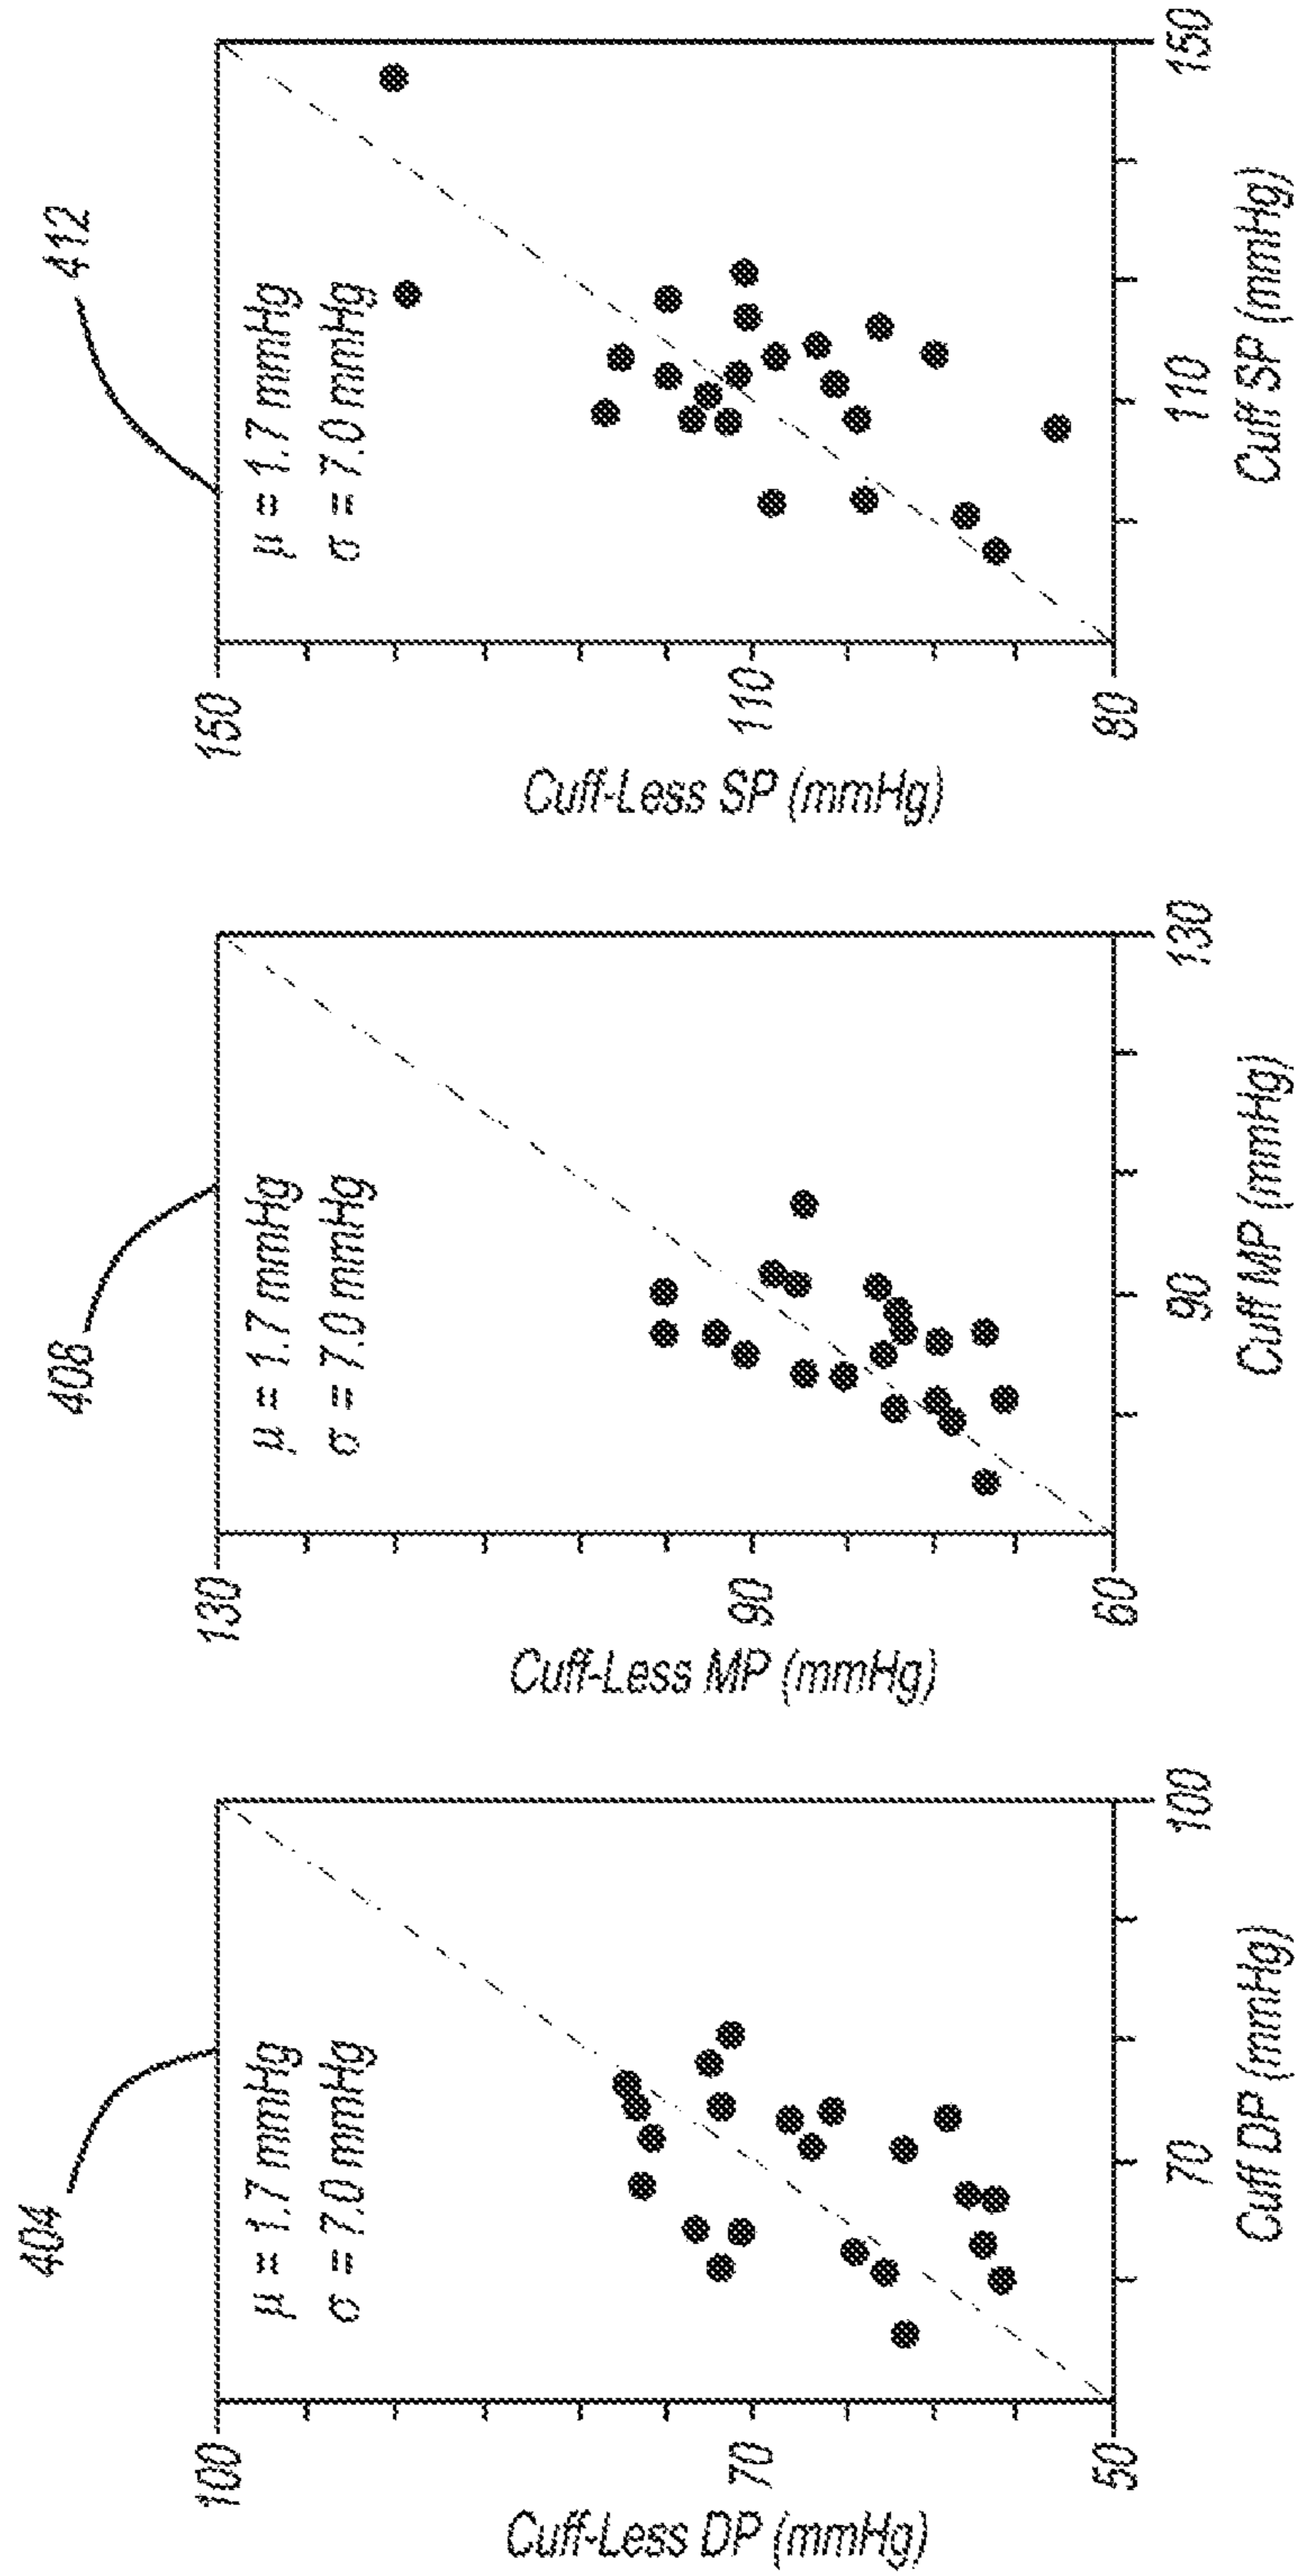 404
μ = 1.7 mmHg
σ = 7.0 mmHg
100
70
50
Cuff-Less DP (mmHg)
70
100
Cuff DP (mmHg)
408
μ = 1.7 mmHg
σ = 7.0 mmHg
130
90
60
Cuff-Less MP (mmHg)
90
130
Cuff MP (mmHg)
412
μ = 1.7 mmHg
σ = 7.0 mmHg
150
110
80
Cuff-Less SP (mmHg)
110
150
Cuff SP (mmHg)